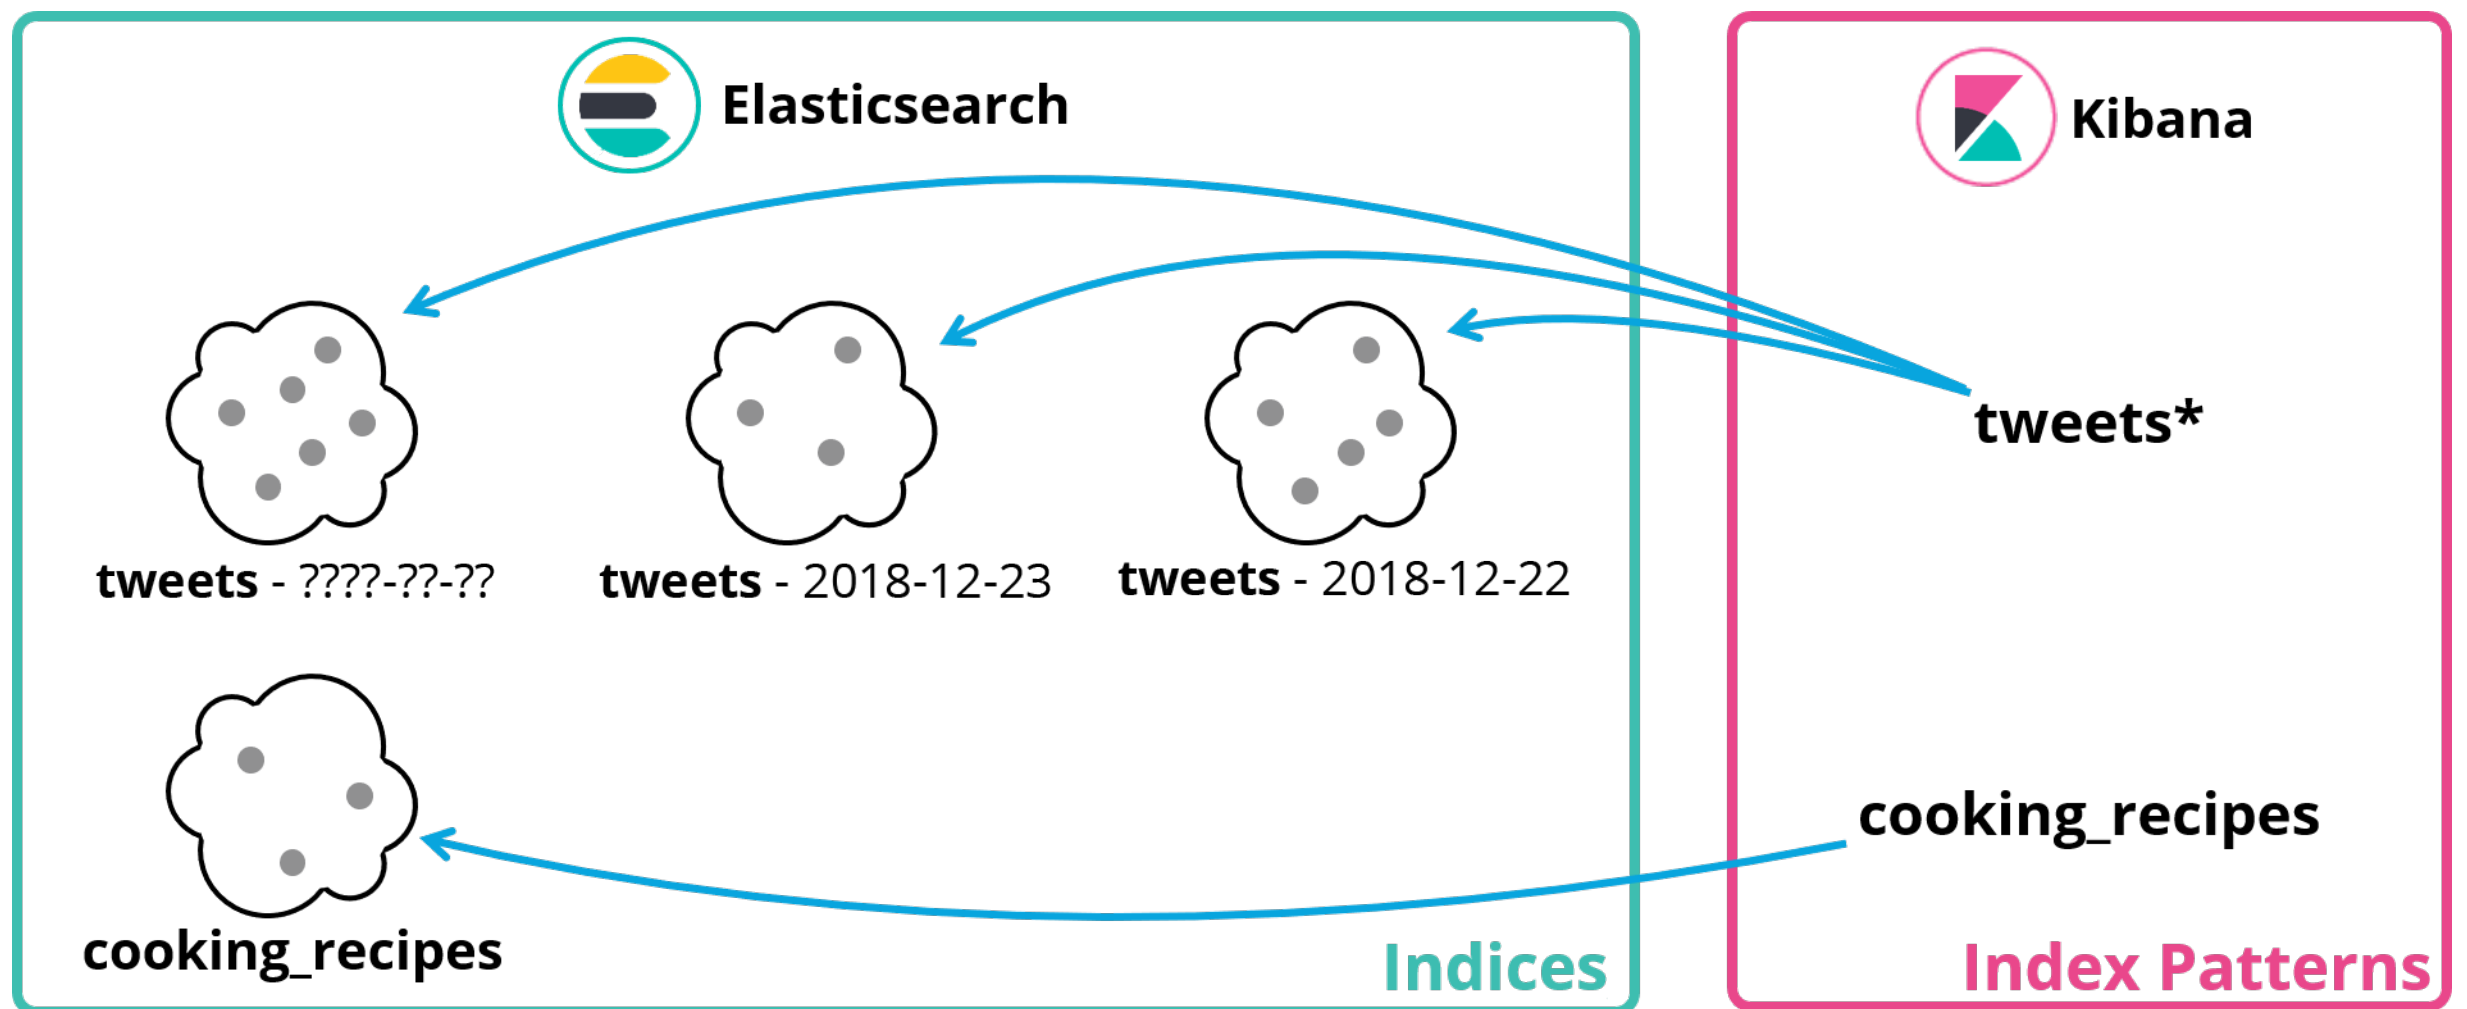 Elasticsearch
Kibana
tweets*
tweets - ????-??-??
tweets - 2018-12-23
tweets - 2018-12-22
cooking_recipes
cooking_recipes
Indices
Index Patterns